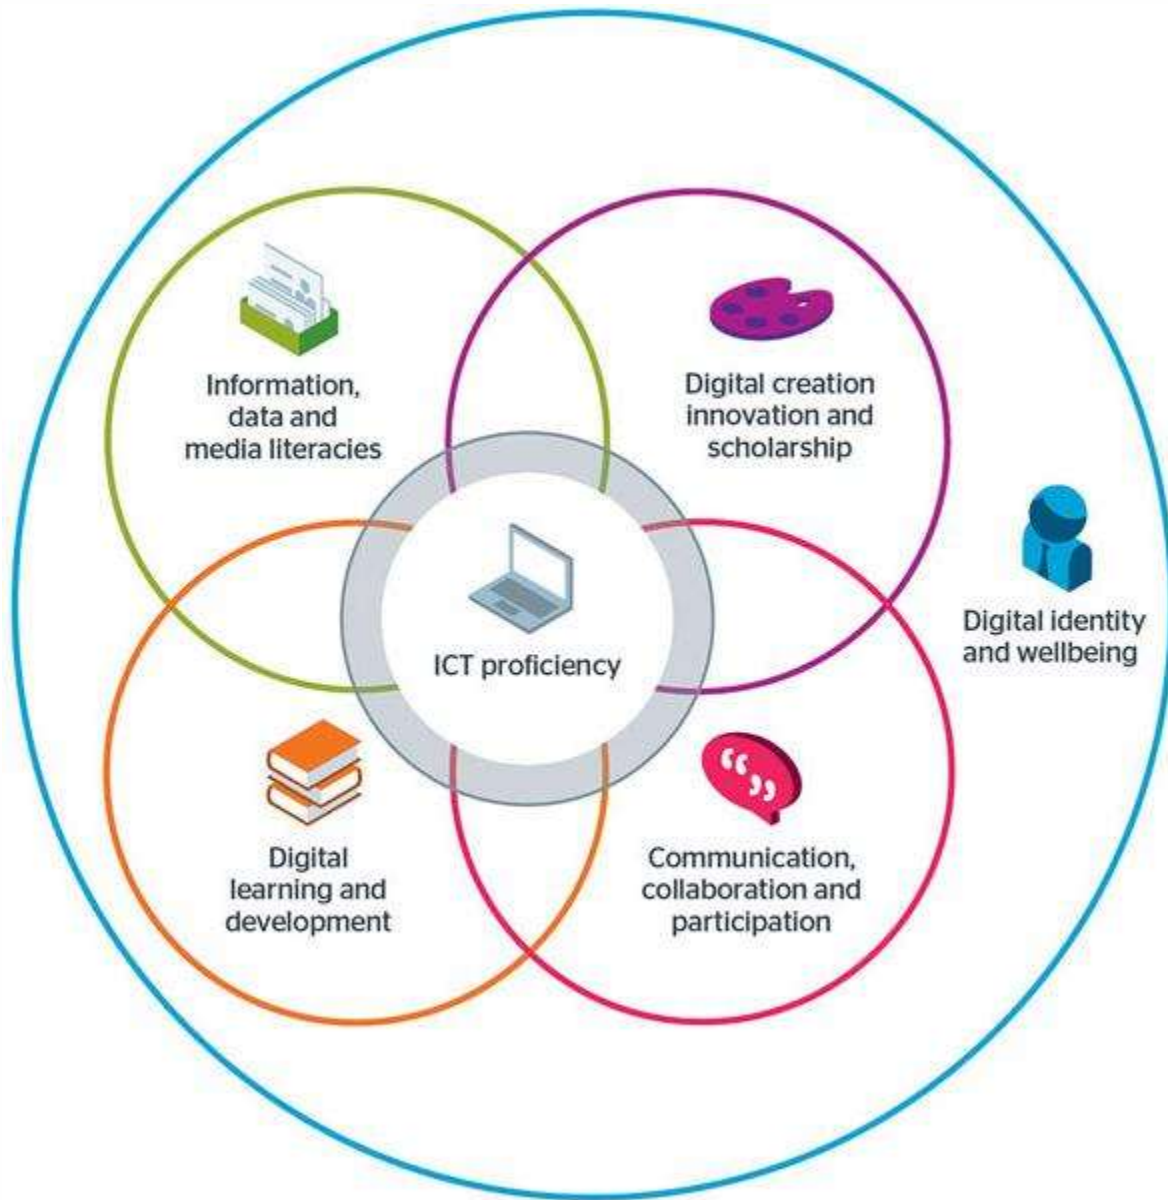 Information,
data and
media literacies
Digital creation
innovation and
scholarship
ICT proficiency
Digital identity
and wellbeing
Digital
learning and
development
Communication,
collaboration and
participation